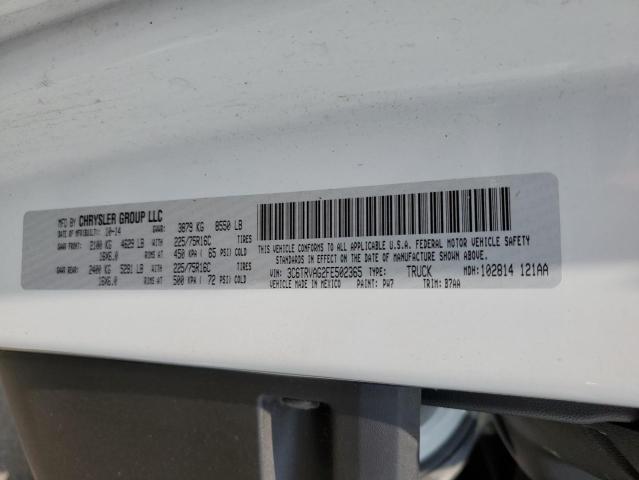 MFG BY CHRYSLER GROUP LLC
DATE OF MFR(BUILT): 10-14 GVWR: 3879 KG 8550 LB
GAWR FRONT: 2100 KG 4629 LB WITH 225/75R16C TIRES
16X6.0 RIMS AT 450 KPA ( 65 PSI) COLD
GAWR REAR: 2400 KG 5291 LB WITH 225/75R16C TIRES
16X6.0 RIMS AT 500 KPA ( 72 PSI) COLD
THIS VEHICLE CONFORMS TO ALL APPLICABLE U.S.A. FEDERAL MOTOR VEHICLE SAFETY
STANDARDS IN EFFECT ON THE DATE OF MANUFACTURE SHOWN ABOVE.
VIN: 3C6TRVAG2FE502365 TYPE: TRUCK MDH: 102814 121AA
VEHICLE MADE IN MEXICO PAINT: PW7 TRIM: B7AA